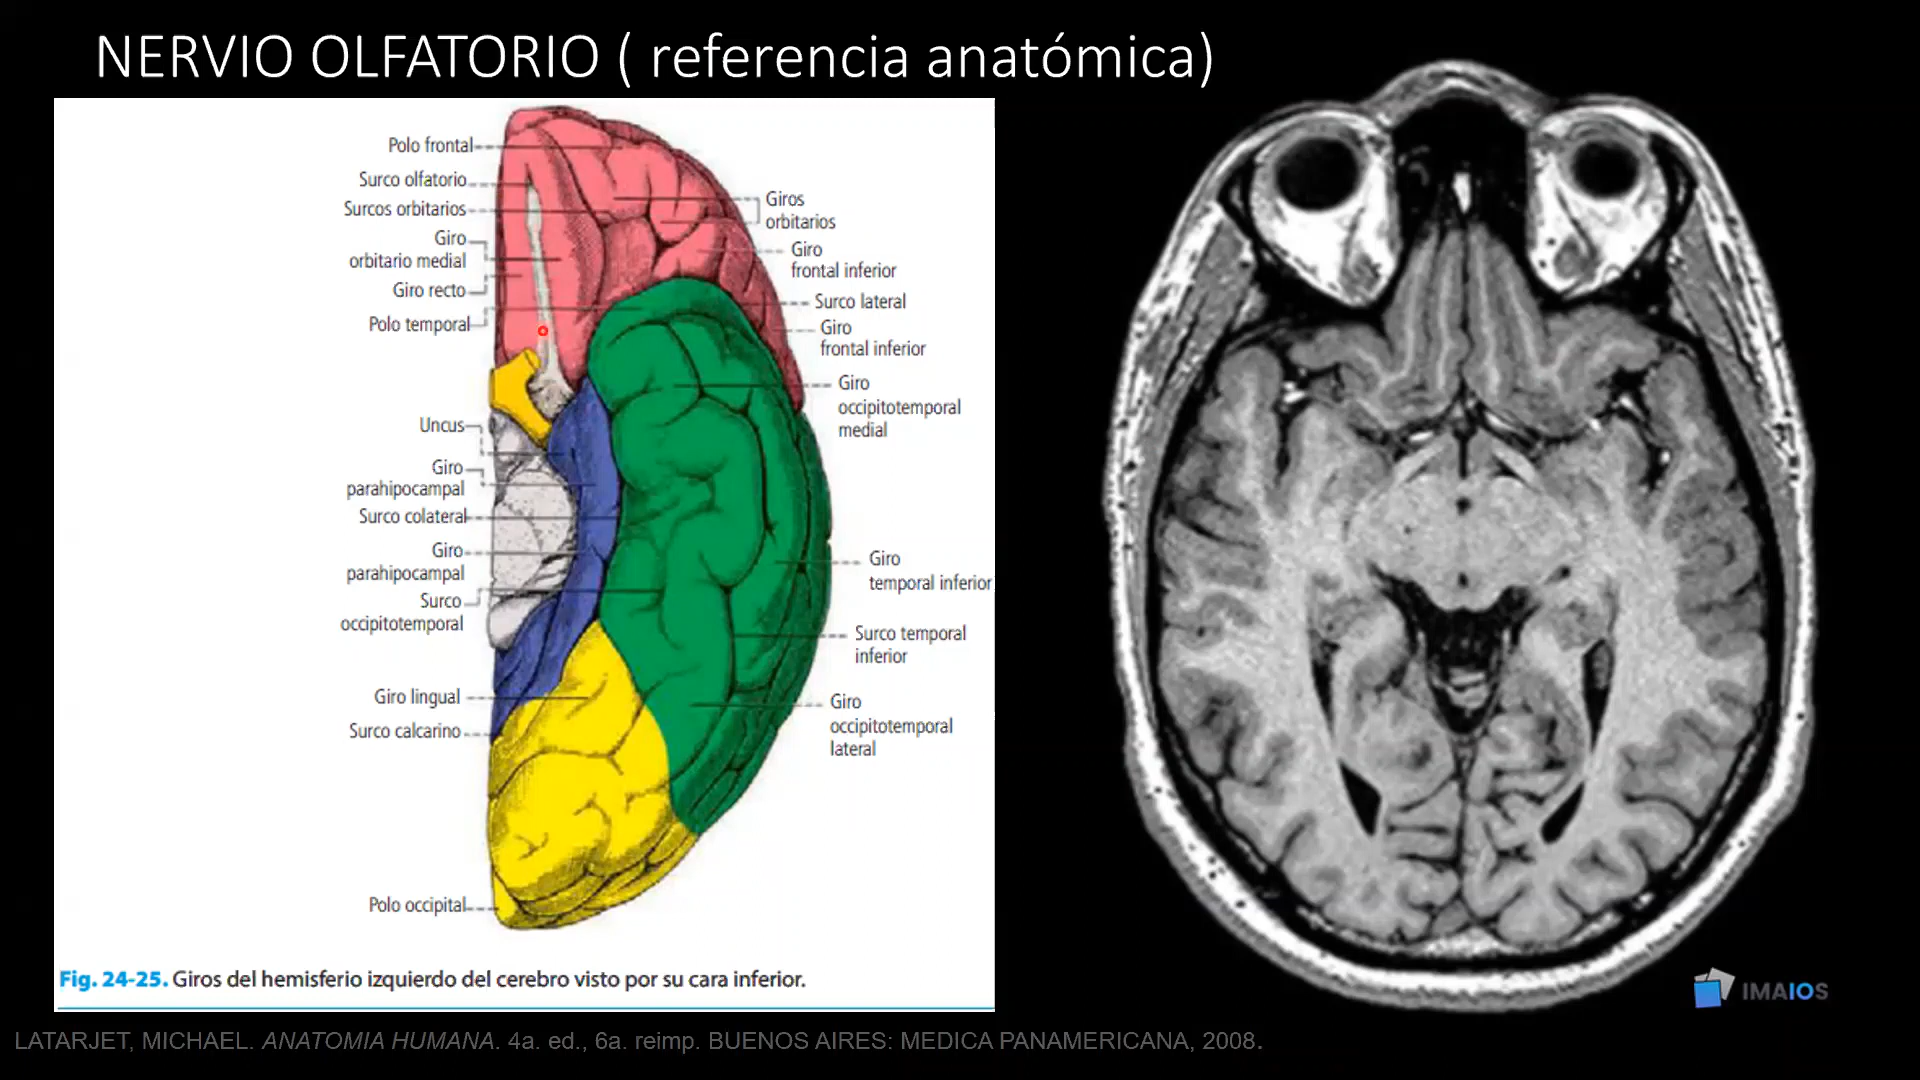 NERVIO OLFATORIO ( referencia anatómica)
Polo frontal
Surco olfatorio
Surcos orbitarios
Giro
orbitario medial
Giro recto
Polo temporal
Uncus
Giro
parahipocampal
Surco colateral
Giro
parahipocampal
Surco
occipitotemporal
Giro lingual
Surco calcarino
Polo occipital
Giros
orbitarios
Giro
frontal inferior
Surco lateral
Giro
frontal inferior
Giro
occipitotemporal
medial
Giro
temporal inferior
Surco temporal
inferior
Giro
occipitotemporal
lateral
Fig. 24-25. Giros del hemisferio izquierdo del cerebro visto por su cara inferior.
IMAIOS
LATARJET, MICHAEL. ANATOMIA HUMANA. 4a. ed., 6a. reimp. BUENOS AIRES: MEDICA PANAMERICANA, 2008.